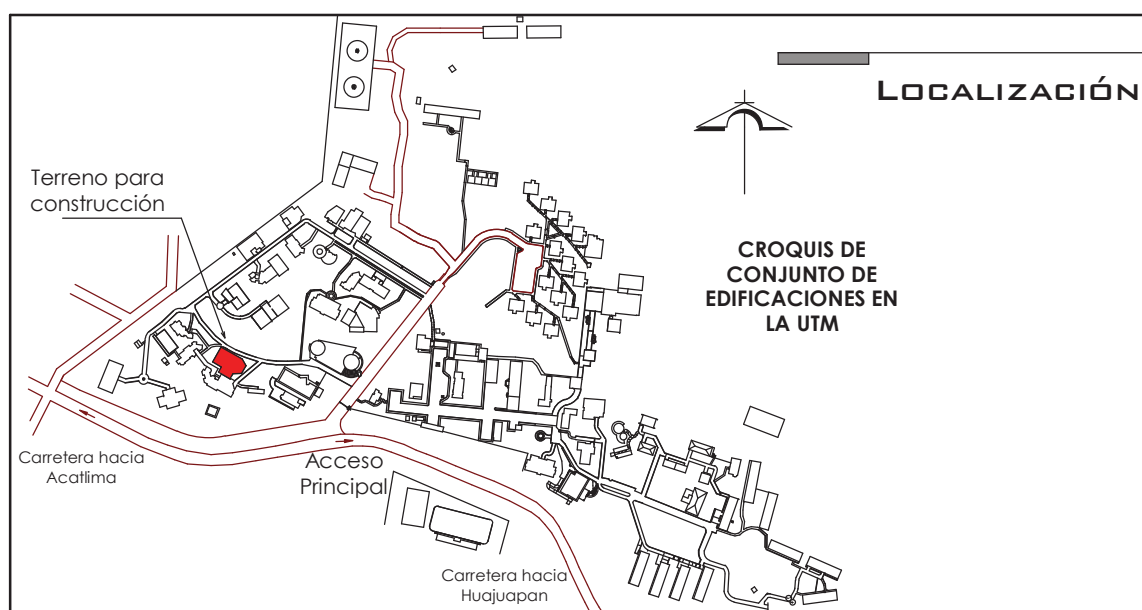 LOCALIZACIÓN
Terreno para
construcción
CROQUIS DE
CONJUNTO DE
EDIFICACIONES EN
LA UTM
Carretera hacia
Acatlima
Acceso
Principal
Carretera hacia
Huajuapan